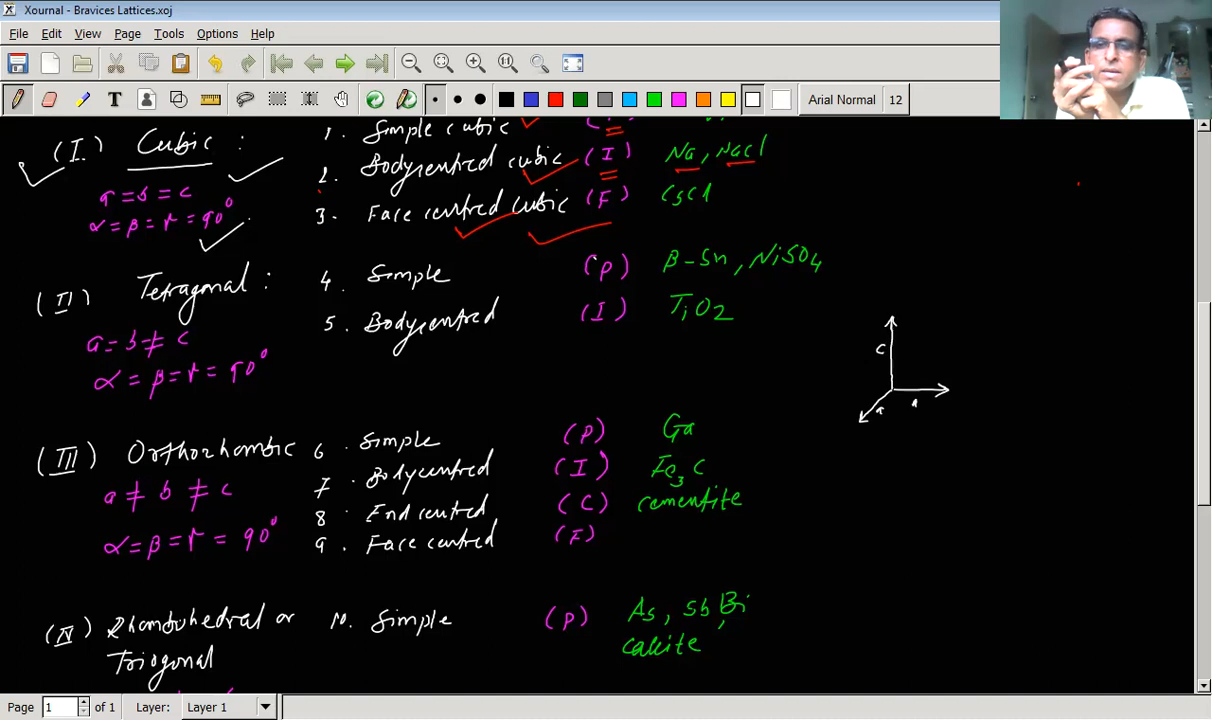 Xournal - Bravices Lattices.xoj
File Edit View Page Tools Options Help
Arial Normal 12
1. Simple cubic
(I.) Cubic :
2. Bodycentred cubic (I) Na, NaCl
a = b = c
3. Face centred cubic (F) CsCl
α = β = r = 90°
(II) Tetragonal : 4. Simple (P) β-Sn, NiSO4
5. Bodycentred (I) TiO2
a = b ≠ c
α = β = r = 90°
c
a a
(III) Orthorhombic 6. Simple (P) Ga
7. Bodycentred (I) Fe3C
a ≠ b ≠ c
8. End centred (C) cementite
α = β = r = 90° 9. Face centred (F)
(IV) Rhombohedral or 10. Simple (P) As, Sb, Bi
Triogonal calcite
Page 1 of 1 Layer: Layer 1